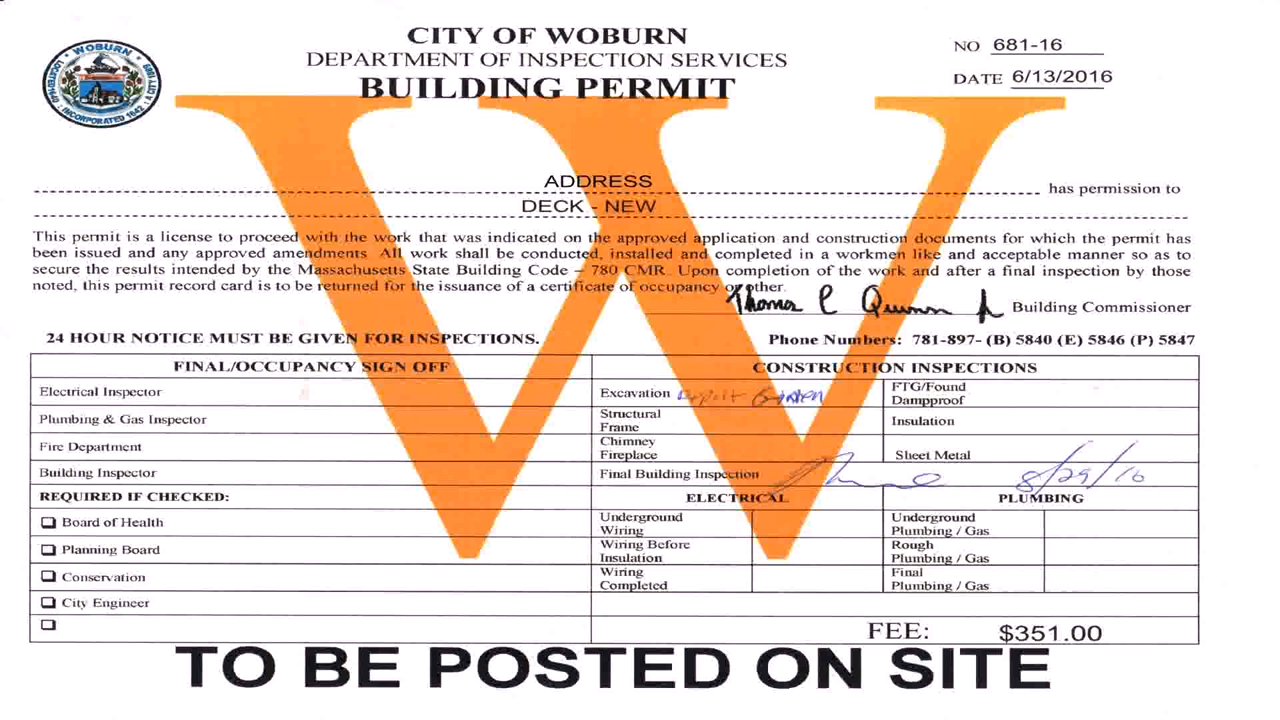 CITY OF WOBURN
DEPARTMENT OF INSPECTION SERVICES
BUILDING PERMIT
NO 681-16
DATE 6/13/2016
WOBURN
INCORPORATED 1642
ADDRESS has permission to
DECK - NEW
This permit is a license to proceed with the work that was indicated on the approved application and construction documents for which the permit has
been issued and any approved amendments. All work shall be conducted, installed and completed in a workmen like and acceptable manner so as to
secure the results intended by the Massachusetts State Building Code – 780 CMR. Upon completion of the work and after a final inspection by those
noted, this permit record card is to be returned for the issuance of a certificate of occupancy or other.
Thomas C Quinn Jr Building Commissioner
24 HOUR NOTICE MUST BE GIVEN FOR INSPECTIONS. Phone Numbers: 781-897- (B) 5840 (E) 5846 (P) 5847
FINAL/OCCUPANCY SIGN OFF CONSTRUCTION INSPECTIONS
Electrical Inspector
Excavation
FTG/Found
Dampproof
Plumbing & Gas Inspector
Structural
Frame
Insulation
Fire Department
Chimney
Fireplace
Sheet Metal
Building Inspector
Final Building Inspection 8/29/16
REQUIRED IF CHECKED: ELECTRICAL PLUMBING
Board of Health
Underground
Wiring
Underground
Plumbing / Gas
Planning Board
Wiring Before
Insulation
Rough
Plumbing / Gas
Conservation
Wiring
Completed
Final
Plumbing / Gas
City Engineer
FEE: $351.00
TO BE POSTED ON SITE
W